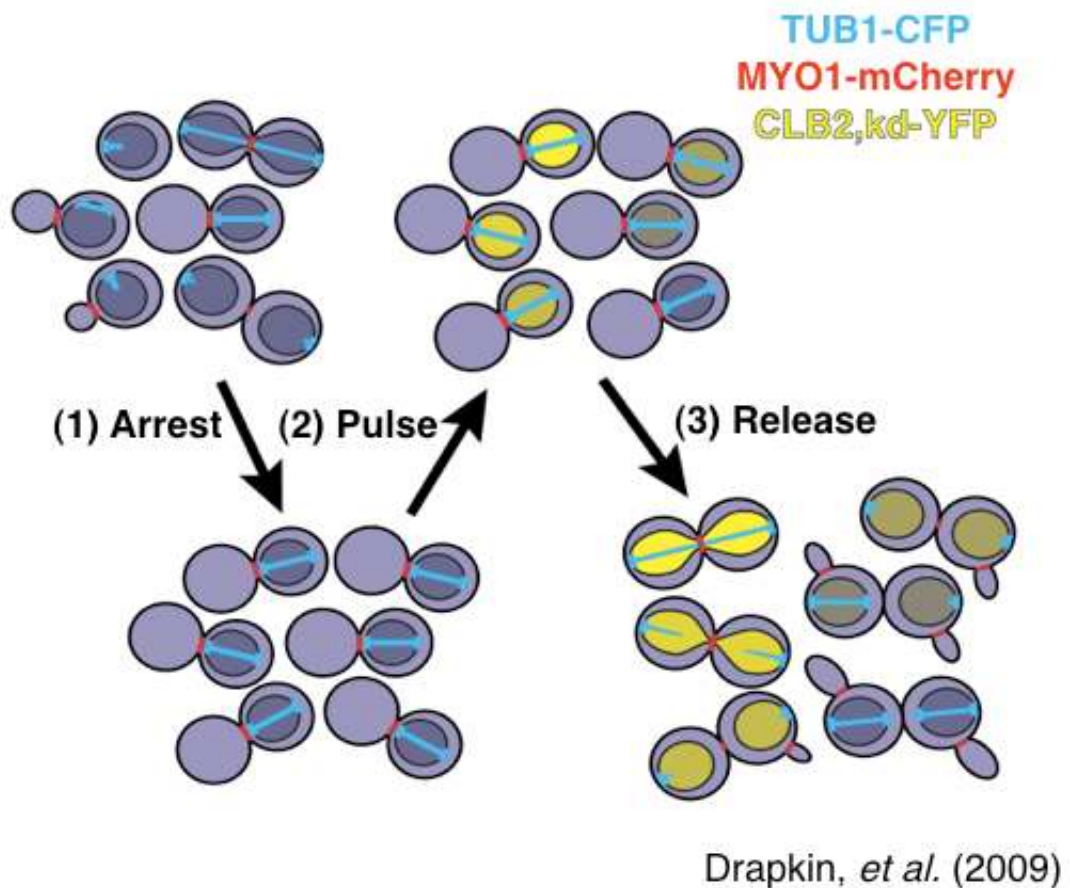 TUB1-CFP
MYO1-mCherry
CLB2,kd-YFP
(1) Arrest
(2) Pulse
(3) Release
Drapkin, et al. (2009)